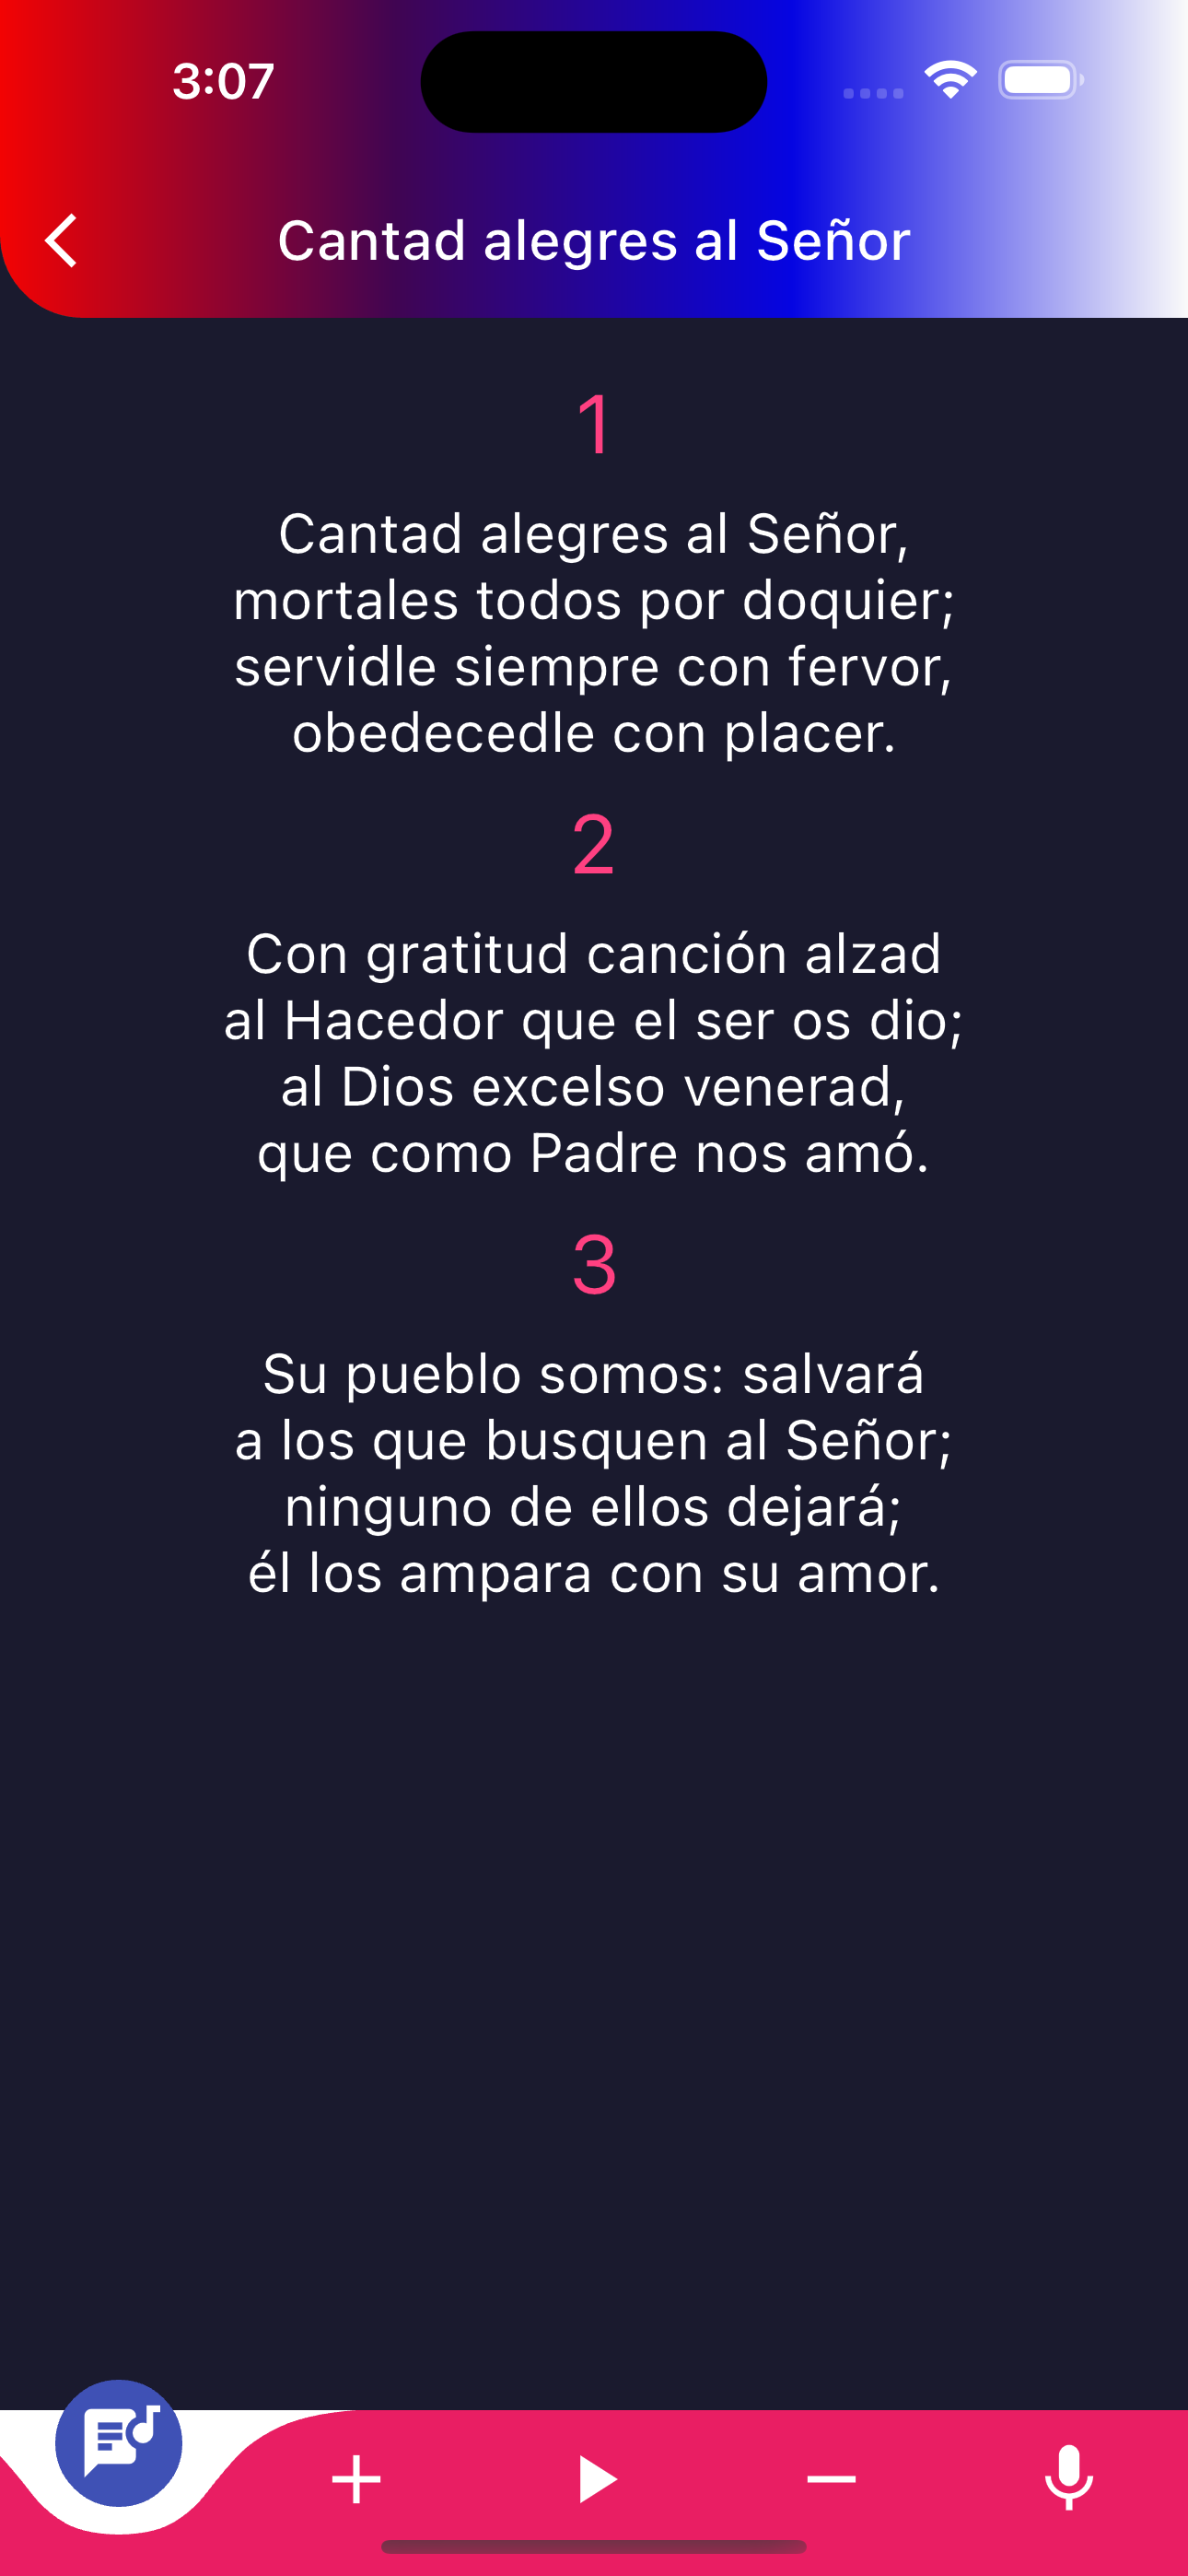 3:07
Cantad alegres al Señor
1
Cantad alegres al Señor,
mortales todos por doquier;
servidle siempre con fervor,
obedecedle con placer.
2
Con gratitud canción alzad
al Hacedor que el ser os dio;
al Dios excelso venerad,
que como Padre nos amó.
3
Su pueblo somos: salvará
a los que busquen al Señor;
ninguno de ellos dejará;
él los ampara con su amor.